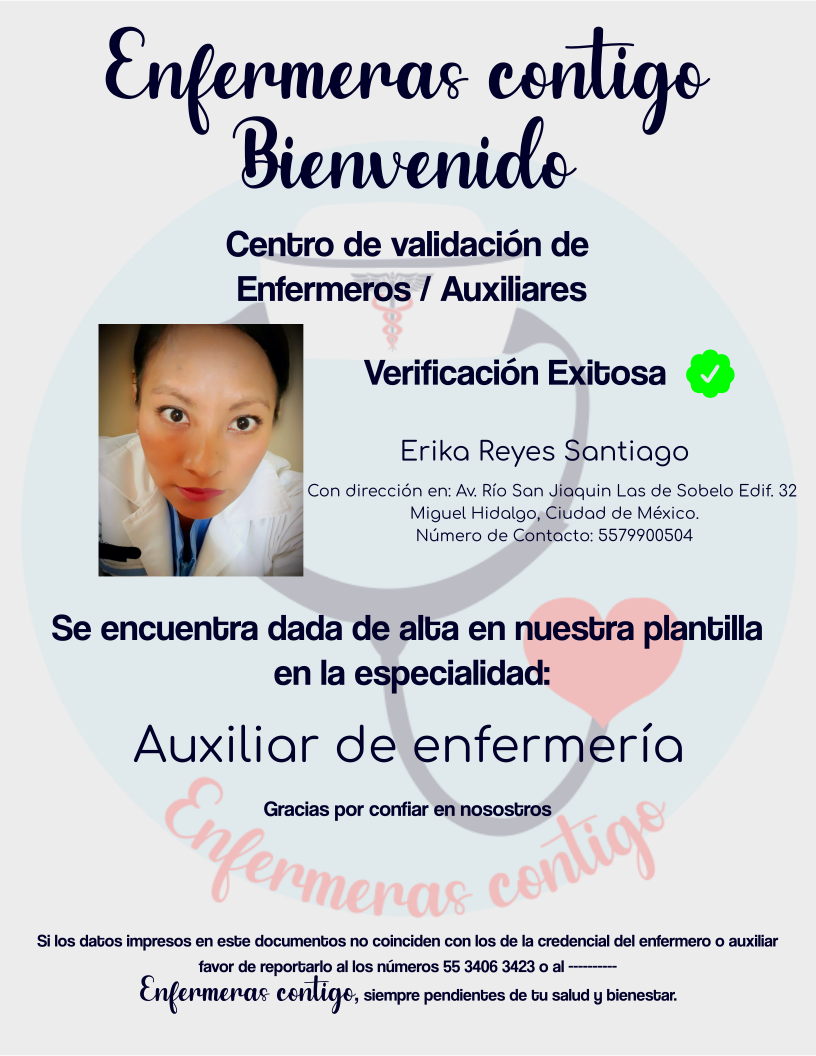 Enfermeras contigo
Bienvenido
Centro de validación de
Enfermeros / Auxiliares
Verificación Exitosa
Erika Reyes Santiago
Con dirección en: Av. Río San Jiaquin Las de Sobelo Edif. 32
Miguel Hidalgo, Ciudad de México.
Número de Contacto: 5579900504
Se encuentra dada de alta en nuestra plantilla
en la especialidad:
Auxiliar de enfermería
Gracias por confiar en nosostros
Enfermeras contigo
Si los datos impresos en este documentos no coinciden con los de la credencial del enfermero o auxiliar
favor de reportarlo al los números 55 3406 3423 o al ----------
Enfermeras contigo, siempre pendientes de tu salud y bienestar.